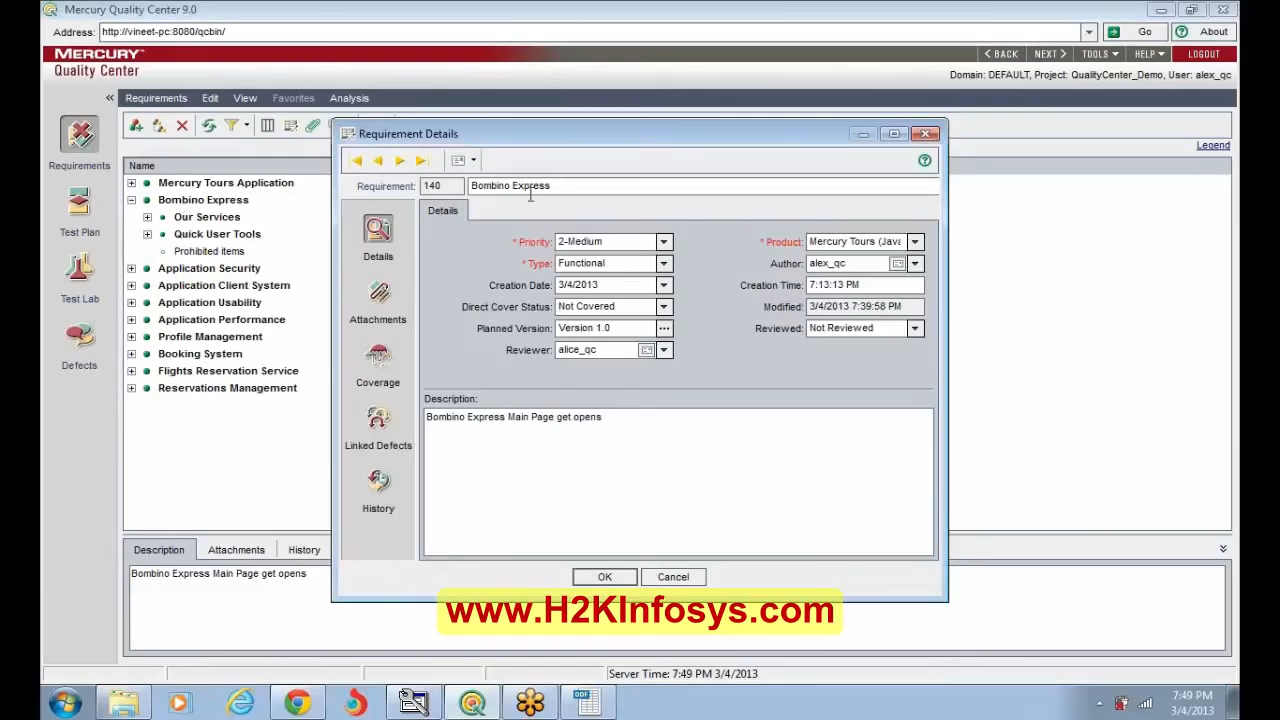 Mercury Quality Center 9.0
Address: http://vineet-pc:8080/qcbin/ Go About
MERCURY™ BACK NEXT TOOLS HELP LOGOUT
Quality Center
Domain: DEFAULT, Project: QualityCenter_Demo, User: alex_qc
« Requirements Edit View Favorites Analysis
Legend
Requirements
Test Plan
Test Lab
Defects
Name
Mercury Tours Application
Bombino Express
Our Services
Quick User Tools
Prohibited items
Application Security
Application Client System
Application Usability
Application Performance
Profile Management
Booking System
Flights Reservation Service
Reservations Management
Requirement Details
Requirement: 140 Bombino Express
Details
Attachments
Coverage
Linked Defects
History
Details
* Priority: 2-Medium * Product: Mercury Tours (Java
* Type: Functional Author: alex_qc
Creation Date: 3/4/2013 Creation Time: 7:13:13 PM
Direct Cover Status: Not Covered Modified: 3/4/2013 7:39:58 PM
Planned Version: Version 1.0 Reviewed: Not Reviewed
Reviewer: alice_qc
Description:
Bombino Express Main Page get opens
OK Cancel
Description Attachments History
Bombino Express Main Page get opens
www.H2KInfosys.com
Server Time: 7:49 PM 3/4/2013
ODF
7:49 PM
3/4/2013